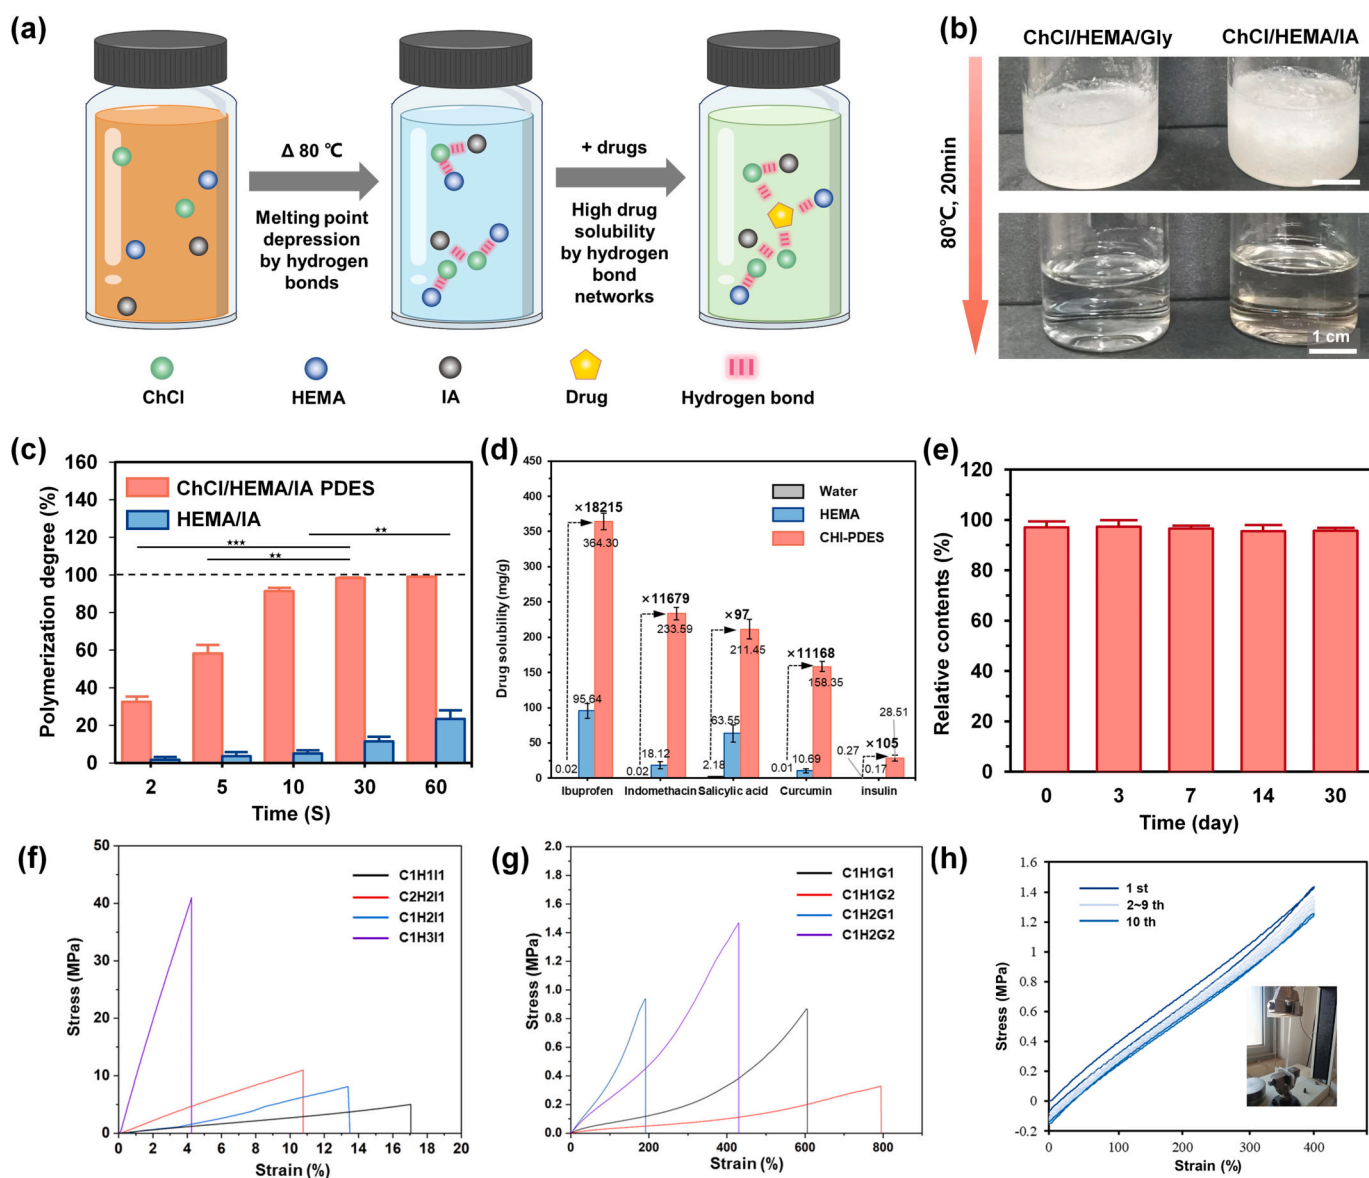 (a)
Δ 80 ℃
Melting point
depression
by hydrogen
bonds
+ drugs
High drug
solubility
by hydrogen
bond
networks
ChCl
HEMA
IA
Drug
Hydrogen bond
(b)
ChCl/HEMA/Gly
ChCl/HEMA/IA
80℃, 20min
1 cm
(c)
Polymerization degree (%)
160
140
120
100
80
60
40
20
0
ChCl/HEMA/IA PDES
HEMA/IA
★★★
★★
★★
2
5
10
30
60
Time (S)
(d)
Drug solubility (mg/g)
450
400
350
300
250
200
150
100
50
0
Water
HEMA
CHI-PDES
×18215
364.30
95.64
0.02
×11679
233.59
18.12
0.02
×97
211.45
63.55
2.18
×11168
158.35
10.69
0.01
28.51
0.27
×105
0.17
Ibuprofen
Indomethacin
Salicylic acid
Curcumin
insulin
(e)
Relative contents (%)
120
100
80
60
40
20
0
0
3
7
14
30
Time (day)
(f)
Stress (MPa)
50
40
30
20
10
0
C1H1I1
C2H2I1
C1H2I1
C1H3I1
0
2
4
6
8
10
12
14
16
18
20
Strain (%)
(g)
Stress (MPa)
2.0
1.8
1.6
1.4
1.2
1.0
0.8
0.6
0.4
0.2
0.0
C1H1G1
C1H1G2
C1H2G1
C1H2G2
0
200
400
600
800
Strain (%)
(h)
Stress (MPa)
1.6
1.4
1.2
1
0.8
0.6
0.4
0.2
0
-0.2
1 st
2~9 th
10 th
0
100
200
300
400
Strain (%)